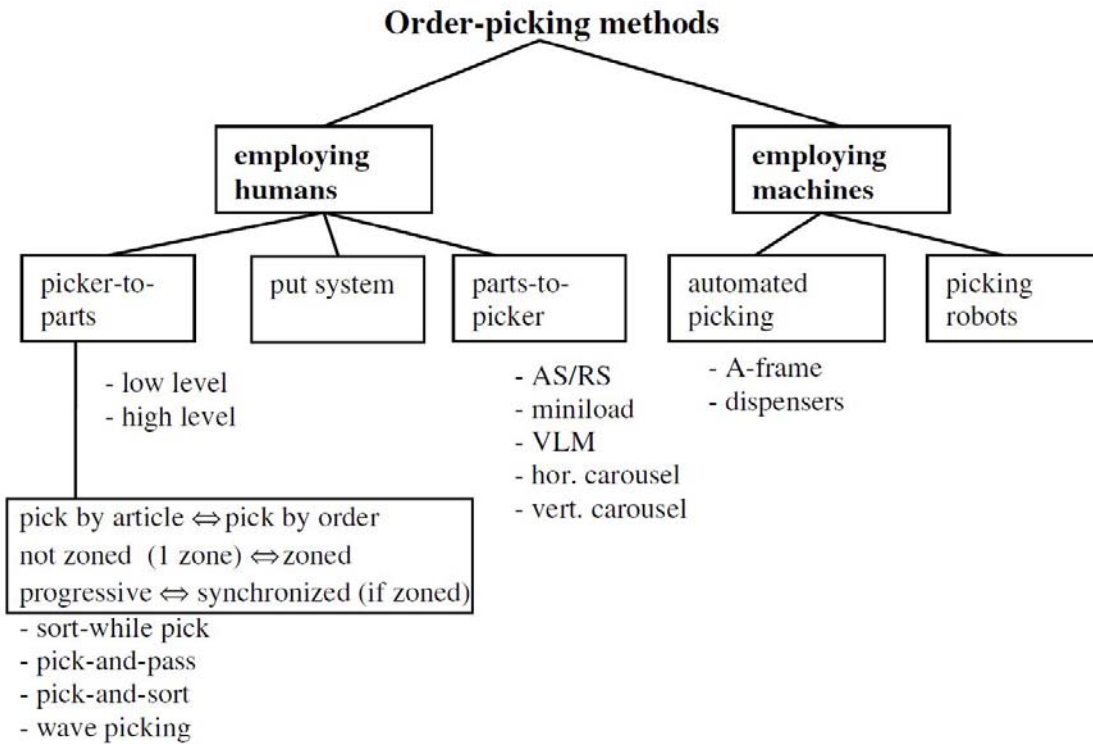 Order-picking methods
employing
humans
employing
machines
picker-to-
parts
put system
parts-to-
picker
automated
picking
picking
robots
- low level
- high level
- AS/RS
- miniload
- VLM
- hor. carousel
- vert. carousel
- A-frame
- dispensers
pick by article ⇔ pick by order
not zoned (1 zone) ⇔ zoned
progressive ⇔ synchronized (if zoned)
- sort-while pick
- pick-and-pass
- pick-and-sort
- wave picking